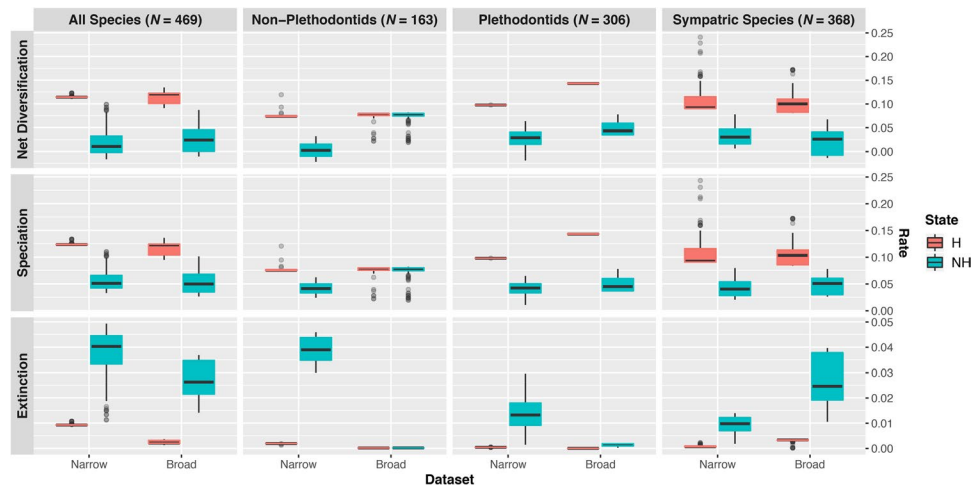 All Species (N = 469)
Non−Plethodontids (N = 163)
Plethodontids (N = 306)
Sympatric Species (N = 368)
Net Diversification
0.25
0.20
0.15
0.10
0.05
0.00
Speciation
0.25
0.20
0.15
0.10
0.05
0.00
Extinction
0.05
0.04
0.03
0.02
0.01
0.00
Rate
State
H
NH
Narrow Broad Narrow Broad Narrow Broad Narrow Broad
Dataset